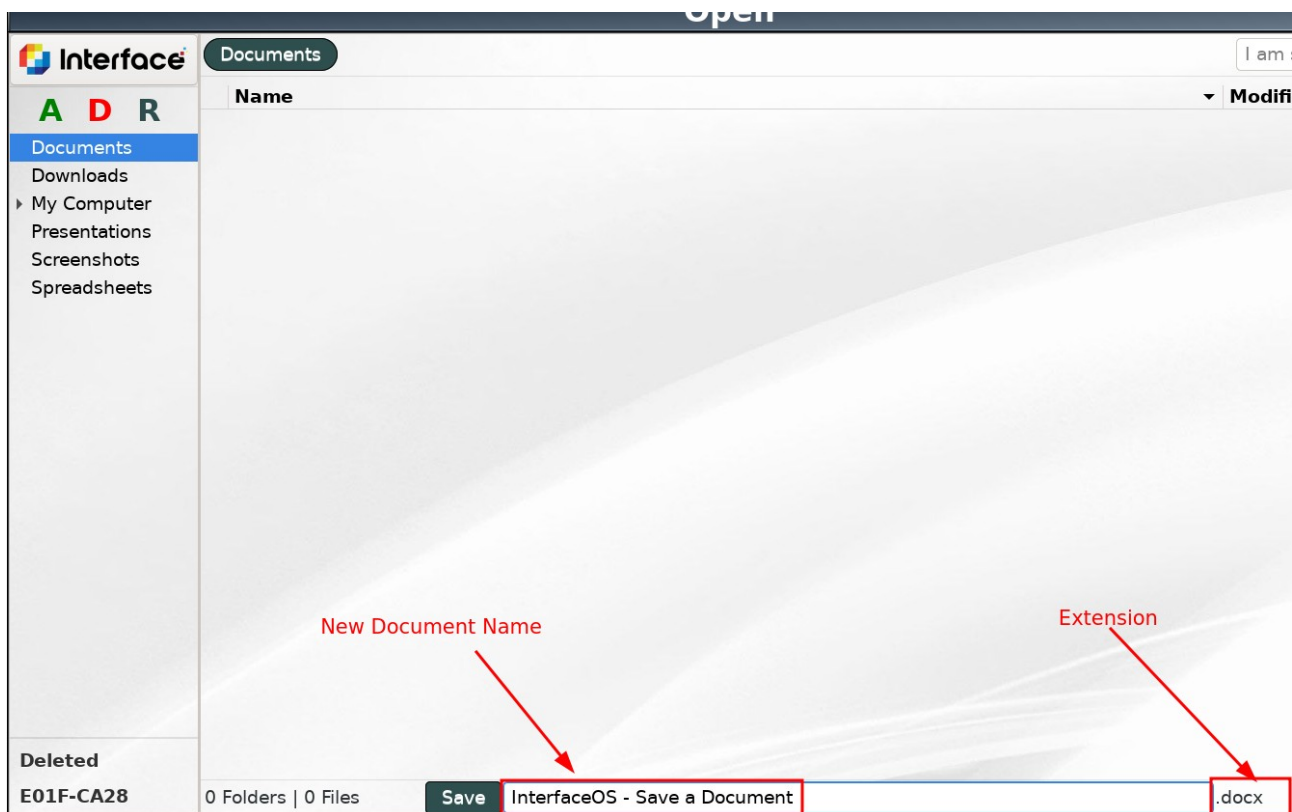 Open
Interface
Documents
I am s
Name
Modifi
A D R
Documents
Downloads
My Computer
Presentations
Screenshots
Spreadsheets
New Document Name
Extension
Deleted
E01F-CA28
0 Folders | 0 Files
Save
InterfaceOS - Save a Document
.docx